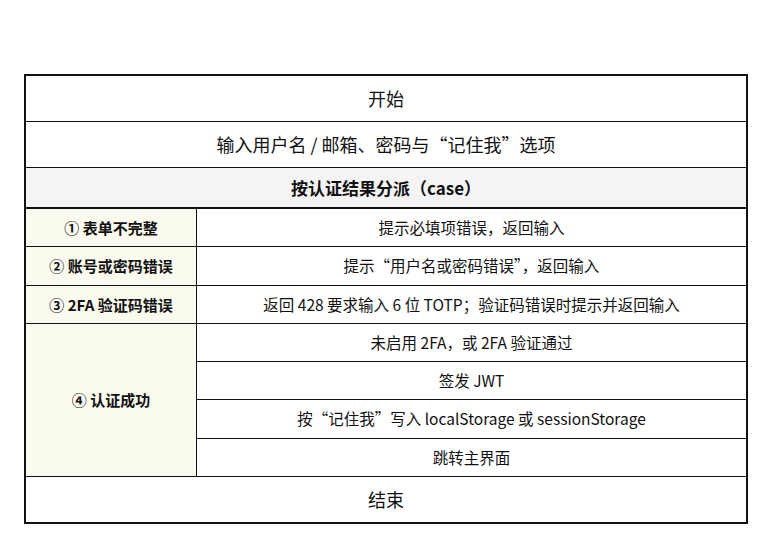 开始
输入用户名 / 邮箱、密码与“记住我”选项
按认证结果分派（case）
① 表单不完整
提示必填项错误，返回输入
② 账号或密码错误
提示“用户名或密码错误”，返回输入
③ 2FA 验证码错误
返回 428 要求输入 6 位 TOTP；验证码错误时提示并返回输入
④ 认证成功
未启用 2FA，或 2FA 验证通过
签发 JWT
按“记住我”写入 localStorage 或 sessionStorage
跳转主界面
结束